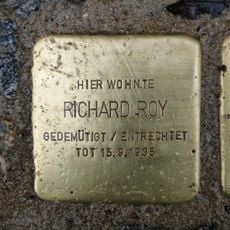 HIER WOHNTE
RICHARD ROY
GEDEMÜTIGT / ENTRECHTET
TOT 15.9.1935